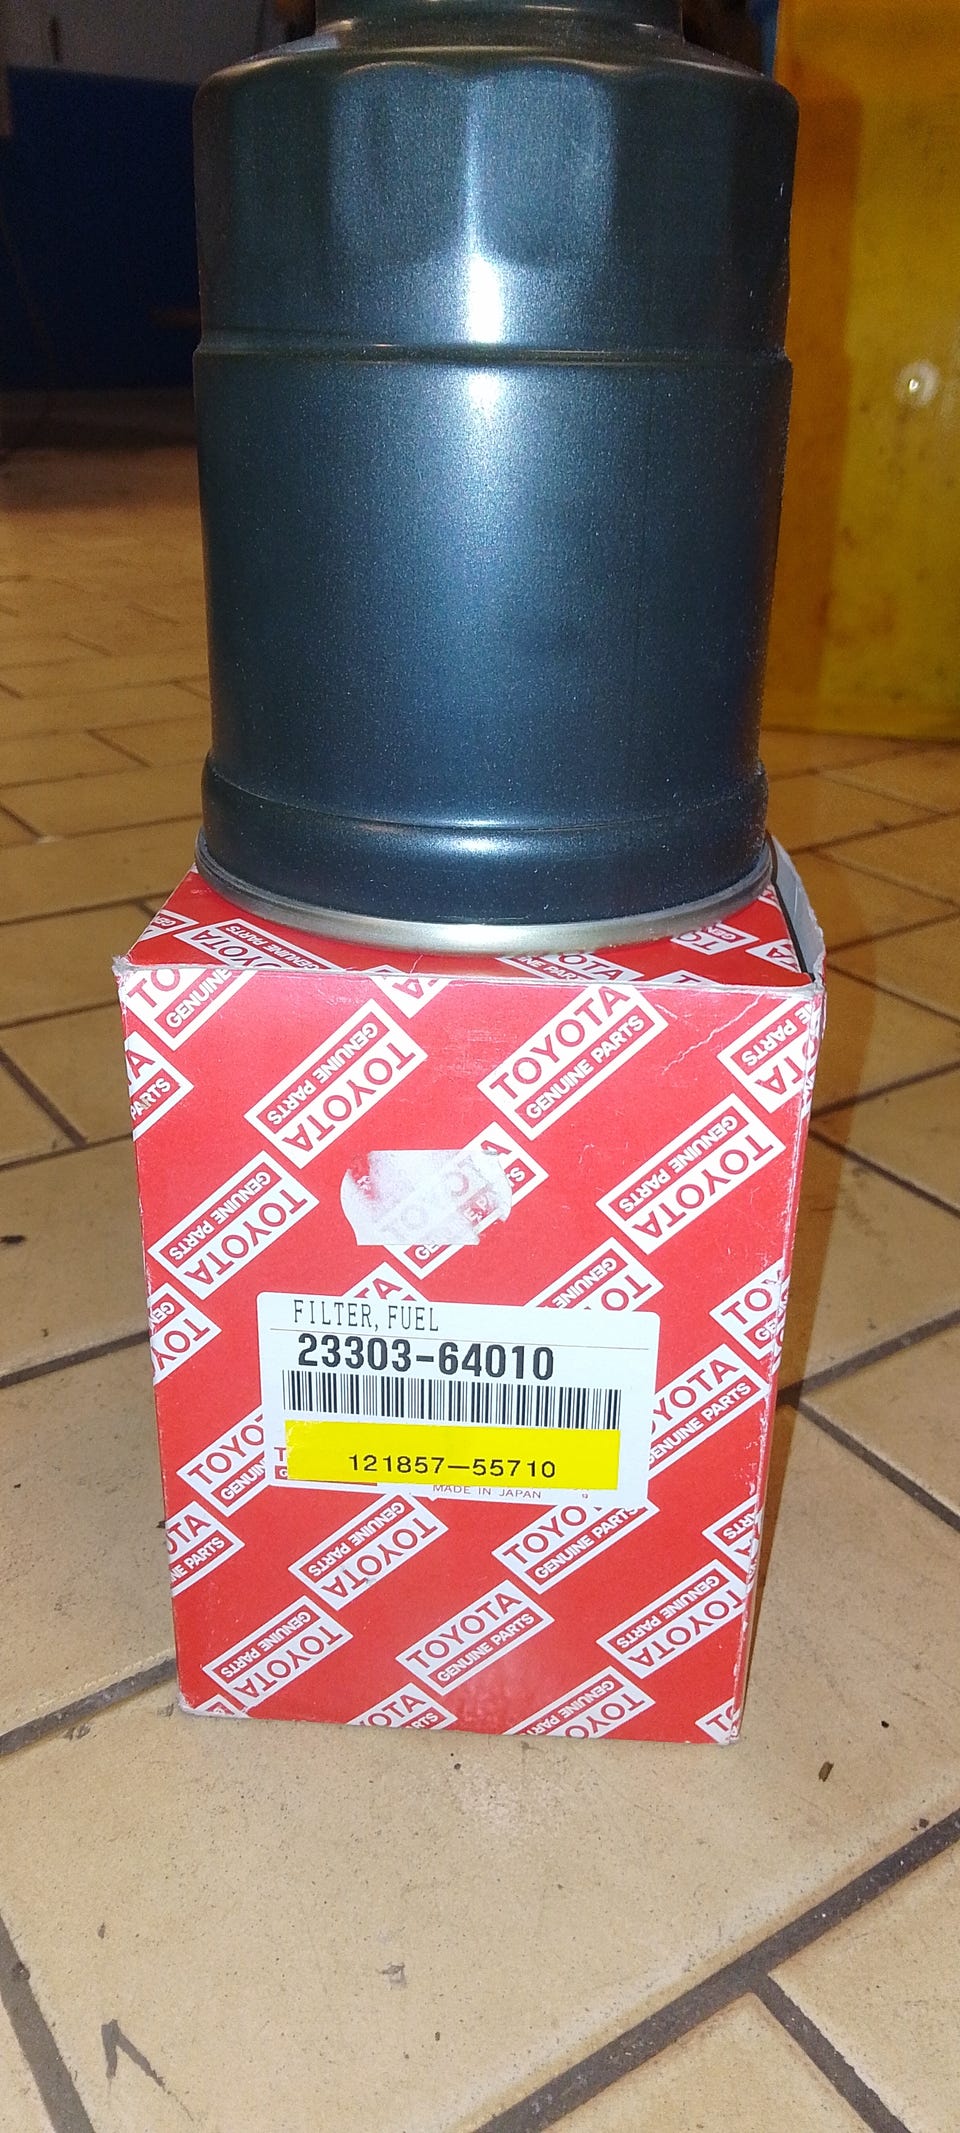 TOYOTA
GENUINE PARTS
FILTER, FUEL
23303-64010
121857-55710
MADE IN JAPAN